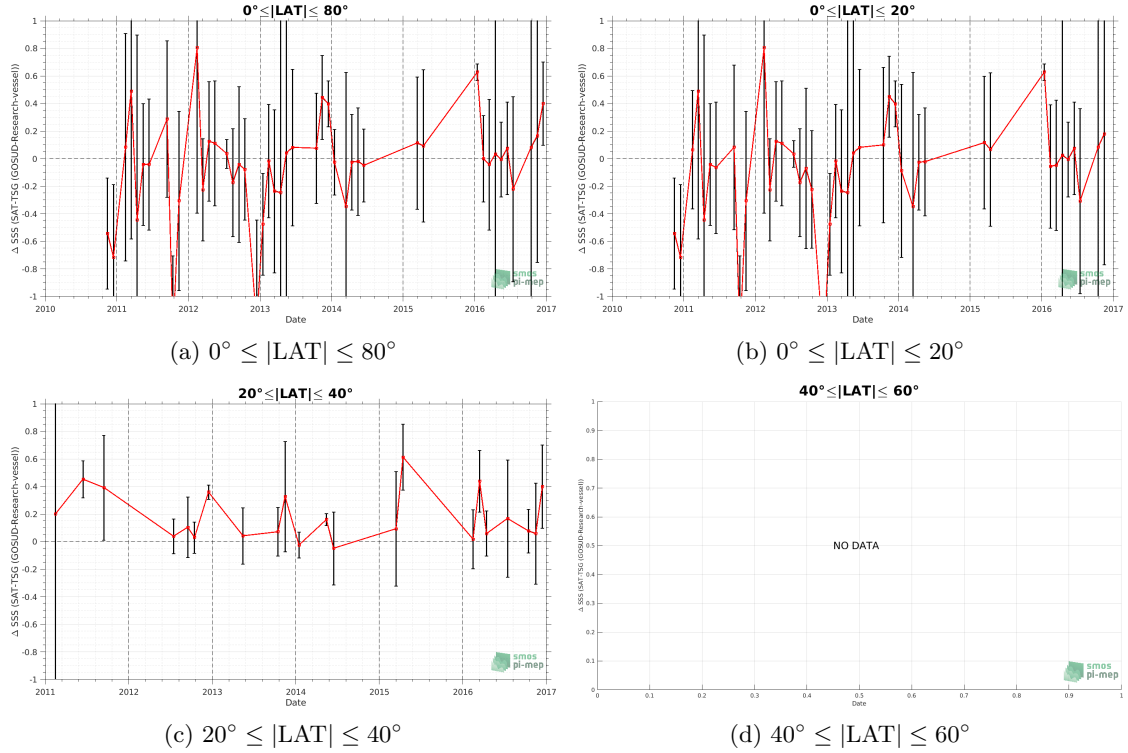 0°≤|LAT|≤ 80°
Δ SSS (SAT-TSG (GOSUD-Research-vessel))
1
0.8
0.6
0.4
0.2
0
-0.2
-0.4
-0.6
-0.8
-1
2010 2011 2012 2013 2014 2015 2016 2017
Date
smos
pi-mep
(a) 0° ≤ |LAT| ≤ 80°
0°≤|LAT|≤ 20°
Δ SSS (SAT-TSG (GOSUD-Research-vessel))
1
0.8
0.6
0.4
0.2
0
-0.2
-0.4
-0.6
-0.8
-1
2010 2011 2012 2013 2014 2015 2016 2017
Date
smos
pi-mep
(b) 0° ≤ |LAT| ≤ 20°
20°≤|LAT|≤ 40°
Δ SSS (SAT-TSG (GOSUD-Research-vessel))
1
0.8
0.6
0.4
0.2
0
-0.2
-0.4
-0.6
-0.8
-1
2011 2012 2013 2014 2015 2016 2017
Date
smos
pi-mep
(c) 20° ≤ |LAT| ≤ 40°
40°≤|LAT|≤ 60°
Δ SSS (SAT-TSG (GOSUD-Research-vessel))
1
0.9
0.8
0.7
0.6
0.5
0.4
0.3
0.2
0.1
0
NO DATA
0 0.1 0.2 0.3 0.4 0.5 0.6 0.7 0.8 0.9 1
Date
smos
pi-mep
(d) 40° ≤ |LAT| ≤ 60°